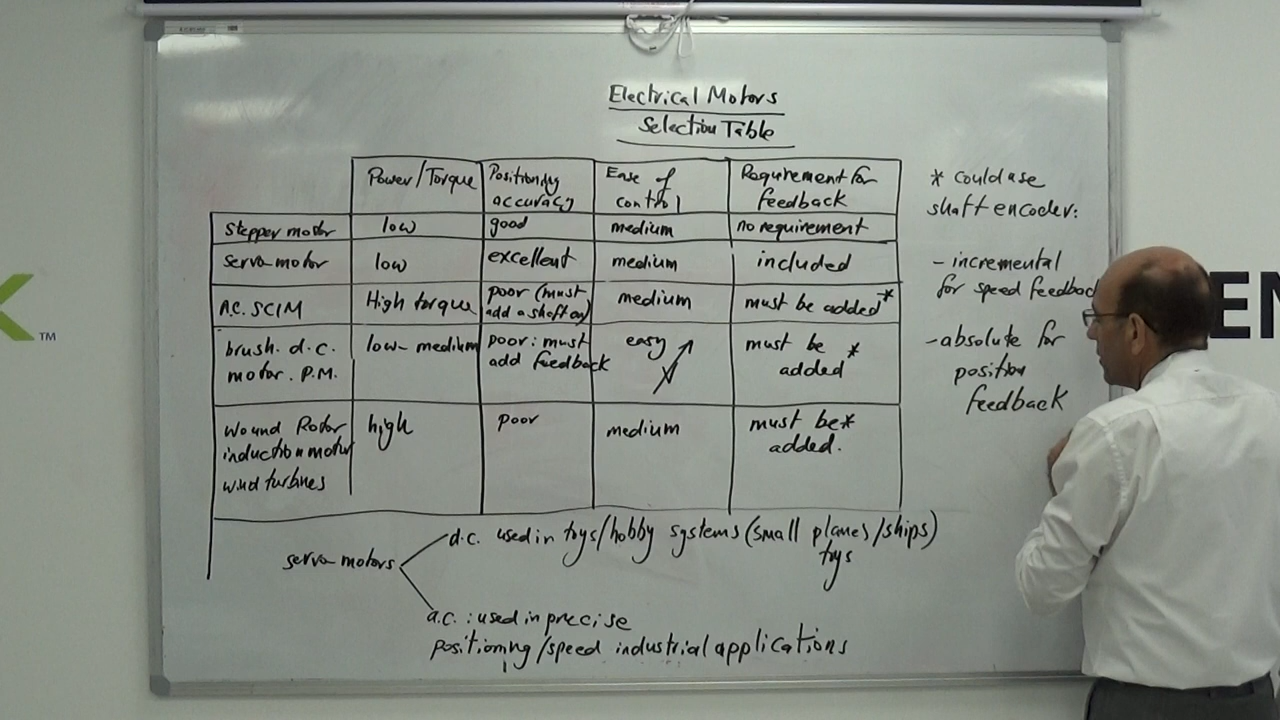 Electrical Motors
Selection Table
Power/Torque
Positioning
accuracy
Ease of
control
Requirement for
feedback
Stepper motor
low
good
medium
no requirement
servo-motor
low
excellent
medium
included
A.C. SCIM
High torque
poor (must
add a shaft en)
medium
must be added*
brush. d.c.
motor. P.M.
low-medium
poor: must
add feedback
easy
must be *
added
Wound Rotor
induction motor
wind turbines
high
poor
medium
must be*
added.
* could use
shaft encoder:
- incremental
for speed feedback
- absolute for
position
feedback
servo-motors
d.c. used in toys/hobby systems (small planes/ships)
toys
a.c. : used in precise
positioning/speed industrial applications
TM
EN